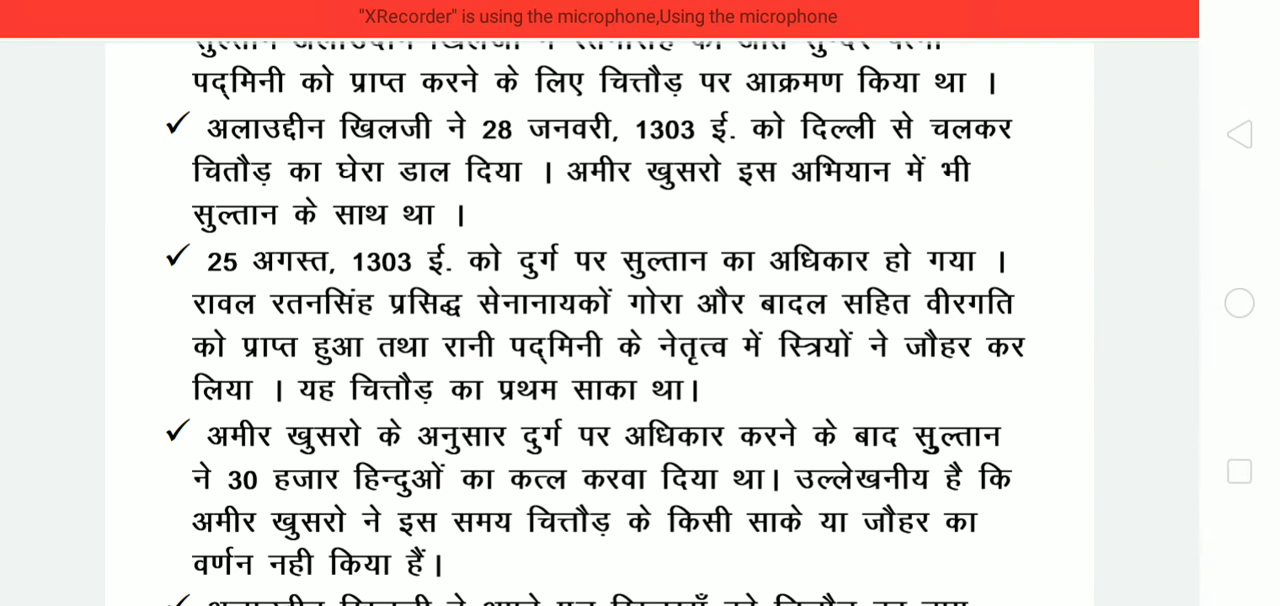 "XRecorder" is using the microphone,Using the microphone
पद्मिनी को प्राप्त करने के लिए चित्तौड़ पर आक्रमण किया था ।
✓ अलाउद्दीन खिलजी ने 28 जनवरी, 1303 ई. को दिल्ली से चलकर
चितौड़ का घेरा डाल दिया । अमीर खुसरो इस अभियान में भी
सुल्तान के साथ था ।
✓ 25 अगस्त, 1303 ई. को दुर्ग पर सुल्तान का अधिकार हो गया ।
रावल रतनसिंह प्रसिद्ध सेनानायकों गोरा और बादल सहित वीरगति
को प्राप्त हुआ तथा रानी पद्मिनी के नेतृत्व में स्त्रियों ने जौहर कर
लिया । यह चित्तौड़ का प्रथम साका था।
✓ अमीर खुसरो के अनुसार दुर्ग पर अधिकार करने के बाद सुल्तान
ने 30 हजार हिन्दुओं का कत्ल करवा दिया था। उल्लेखनीय है कि
अमीर खुसरो ने इस समय चित्तौड़ के किसी साके या जौहर का
वर्णन नही किया हैं।